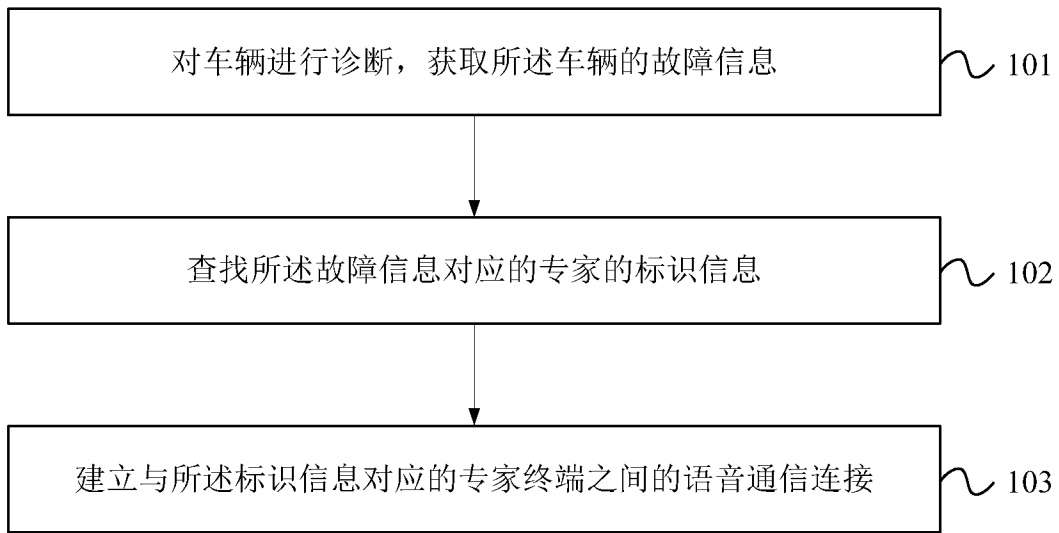 对车辆进行诊断，获取所述车辆的故障信息
101
查找所述故障信息对应的专家的标识信息
102
建立与所述标识信息对应的专家终端之间的语音通信连接
103